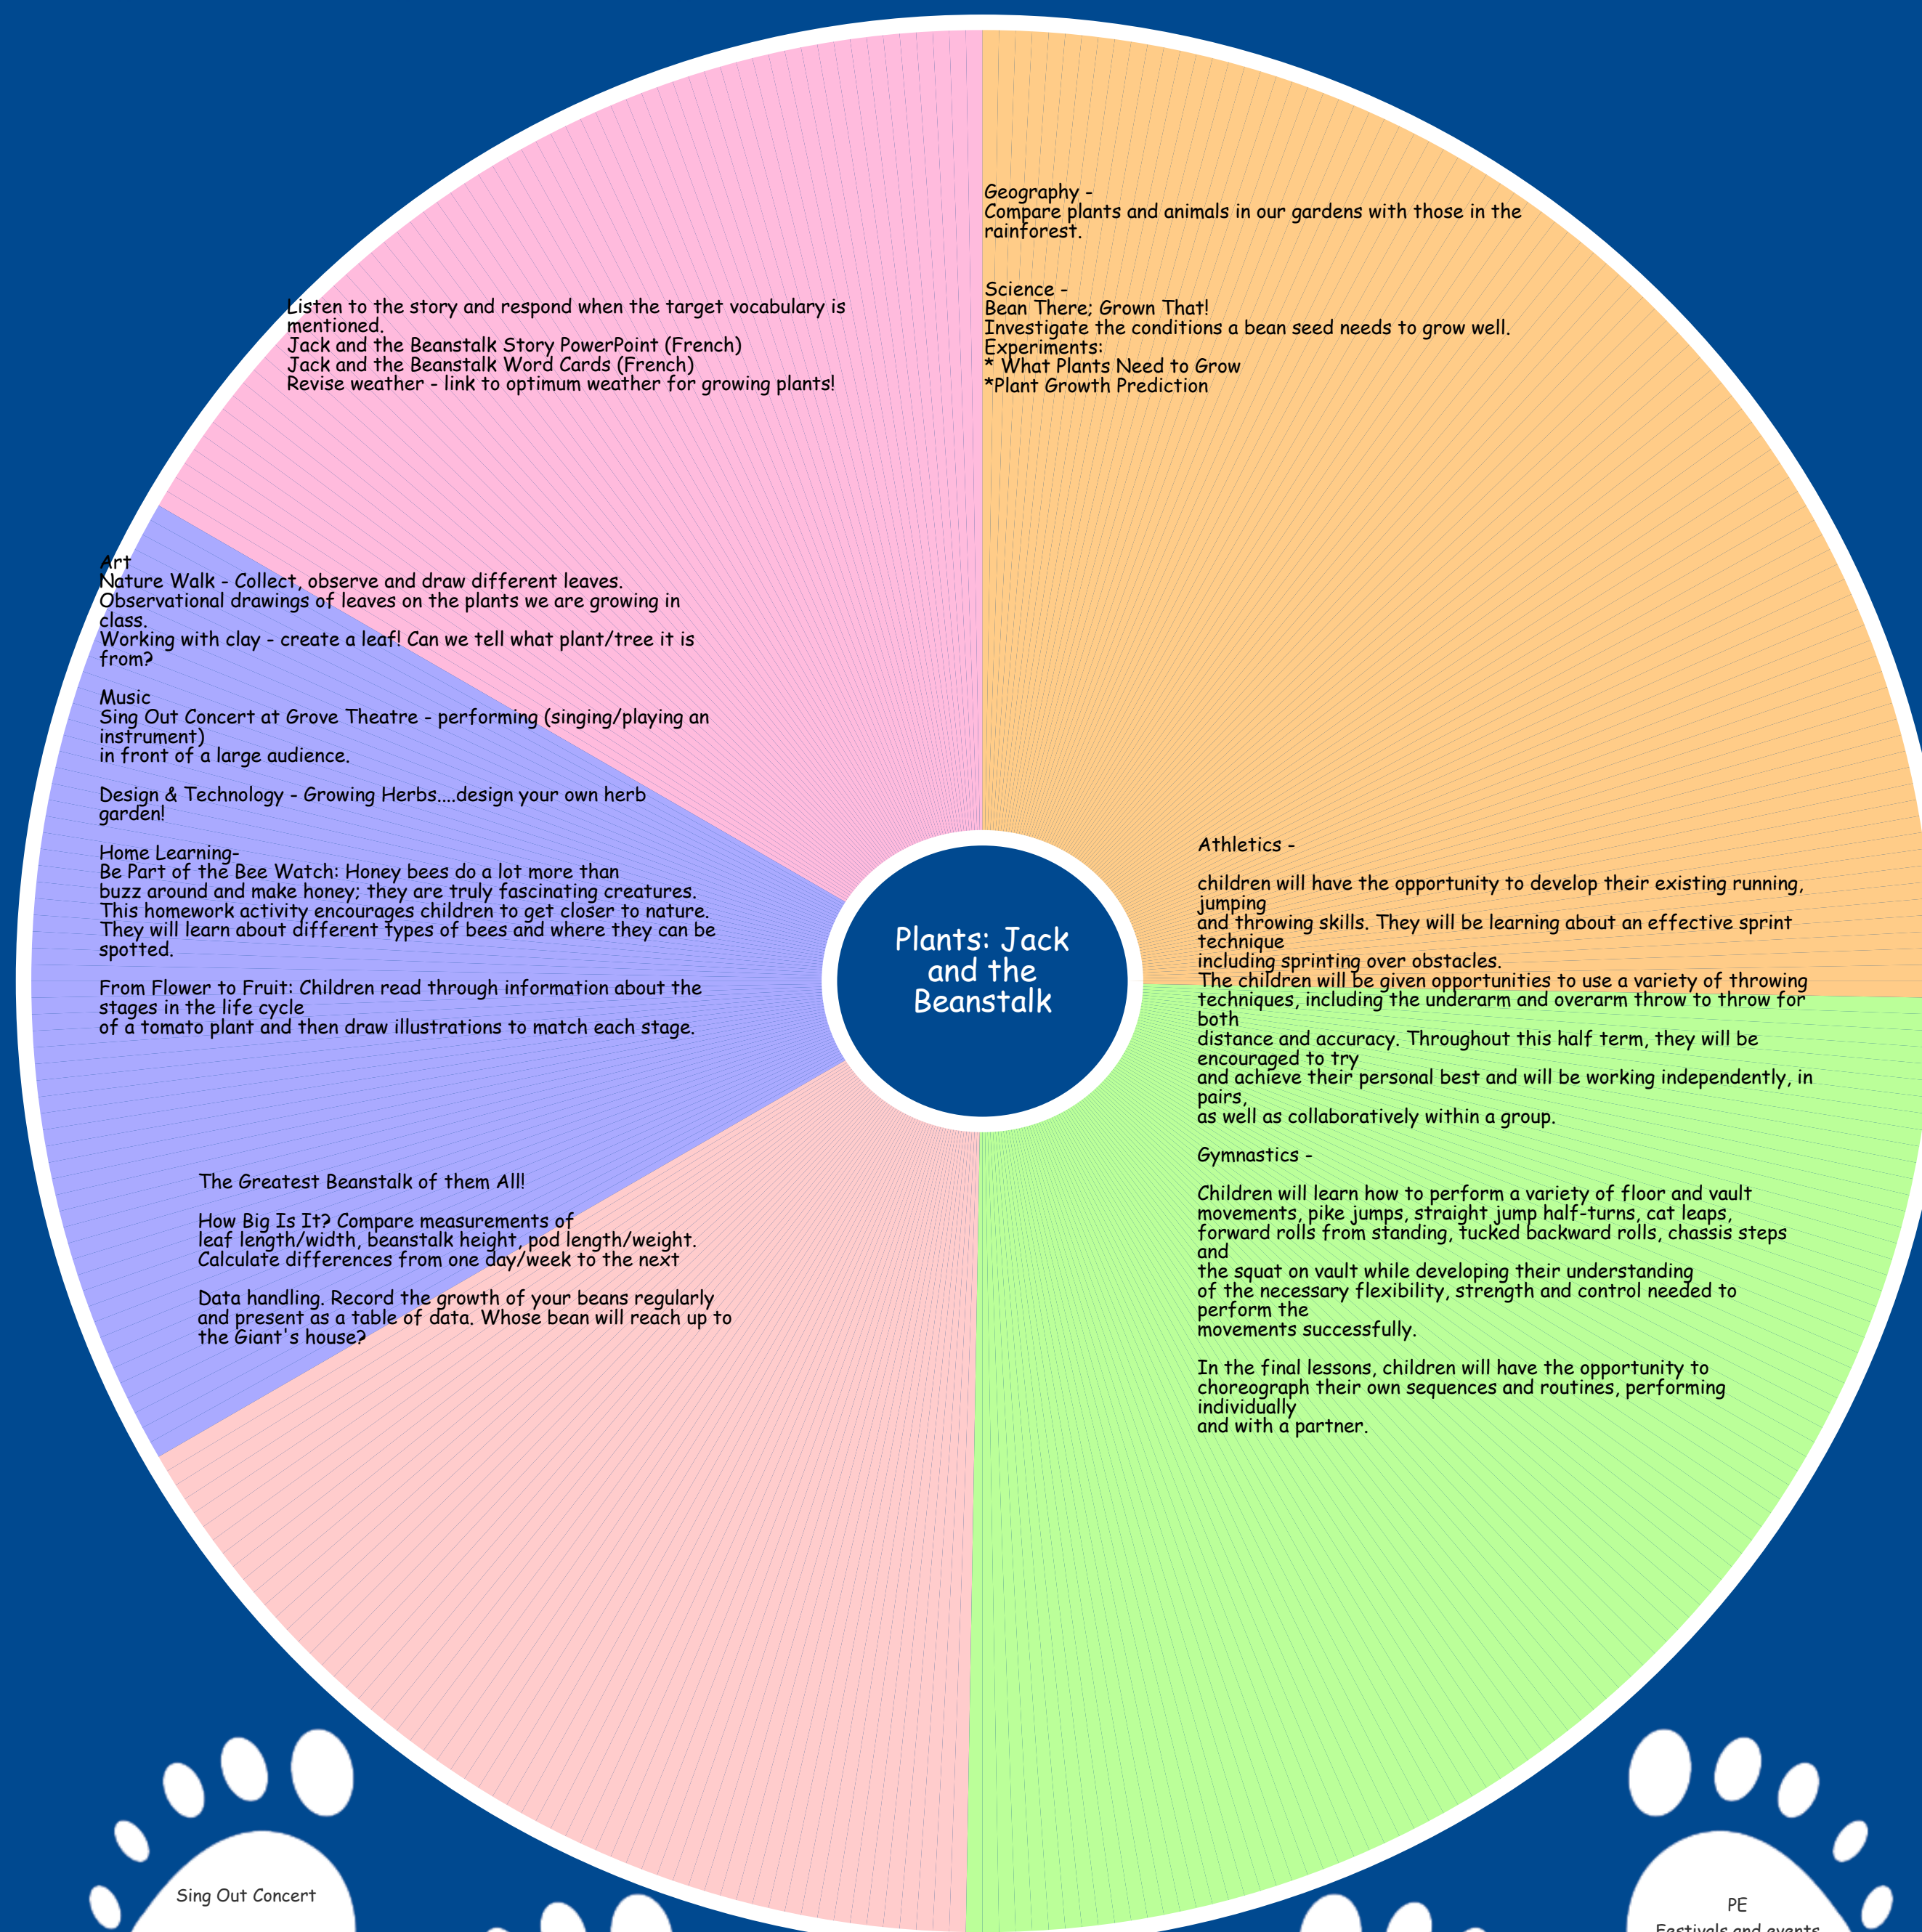 Geography -
Compare plants and animals in our gardens with those in the
rainforest.
Science -
Bean There; Grown That!
Investigate the conditions a bean seed needs to grow well.
Experiments:
* What Plants Need to Grow
*Plant Growth Prediction
Listen to the story and respond when the target vocabulary is
mentioned.
Jack and the Beanstalk Story PowerPoint (French)
Jack and the Beanstalk Word Cards (French)
Revise weather - link to optimum weather for growing plants!
Art
Nature Walk - Collect, observe and draw different leaves.
Observational drawings of leaves on the plants we are growing in
class.
Working with clay - create a leaf! Can we tell what plant/tree it is
from?
Music
Sing Out Concert at Grove Theatre - performing (singing/playing an
instrument)
in front of a large audience.
Design & Technology - Growing Herbs....design your own herb
garden!
Home Learning-
Be Part of the Bee Watch: Honey bees do a lot more than
buzz around and make honey; they are truly fascinating creatures.
This homework activity encourages children to get closer to nature.
They will learn about different types of bees and where they can be
spotted.
From Flower to Fruit: Children read through information about the
stages in the life cycle
of a tomato plant and then draw illustrations to match each stage.
Plants: Jack
and the
Beanstalk
Athletics -
children will have the opportunity to develop their existing running,
jumping
and throwing skills. They will be learning about an effective sprint
technique
including sprinting over obstacles.
The children will be given opportunities to use a variety of throwing
techniques, including the underarm and overarm throw to throw for
both
distance and accuracy. Throughout this half term, they will be
encouraged to try
and achieve their personal best and will be working independently, in
pairs,
as well as collaboratively within a group.
Gymnastics -
Children will learn how to perform a variety of floor and vault
movements, pike jumps, straight jump half-turns, cat leaps,
forward rolls from standing, tucked backward rolls, chassis steps
and
the squat on vault while developing their understanding
of the necessary flexibility, strength and control needed to
perform the
movements successfully.
In the final lessons, children will have the opportunity to
choreograph their own sequences and routines, performing
individually
and with a partner.
The Greatest Beanstalk of them All!
How Big Is It? Compare measurements of
leaf length/width, beanstalk height, pod length/weight.
Calculate differences from one day/week to the next
Data handling. Record the growth of your beans regularly
and present as a table of data. Whose bean will reach up to
the Giant's house?
Sing Out Concert
PE
Festivals and events